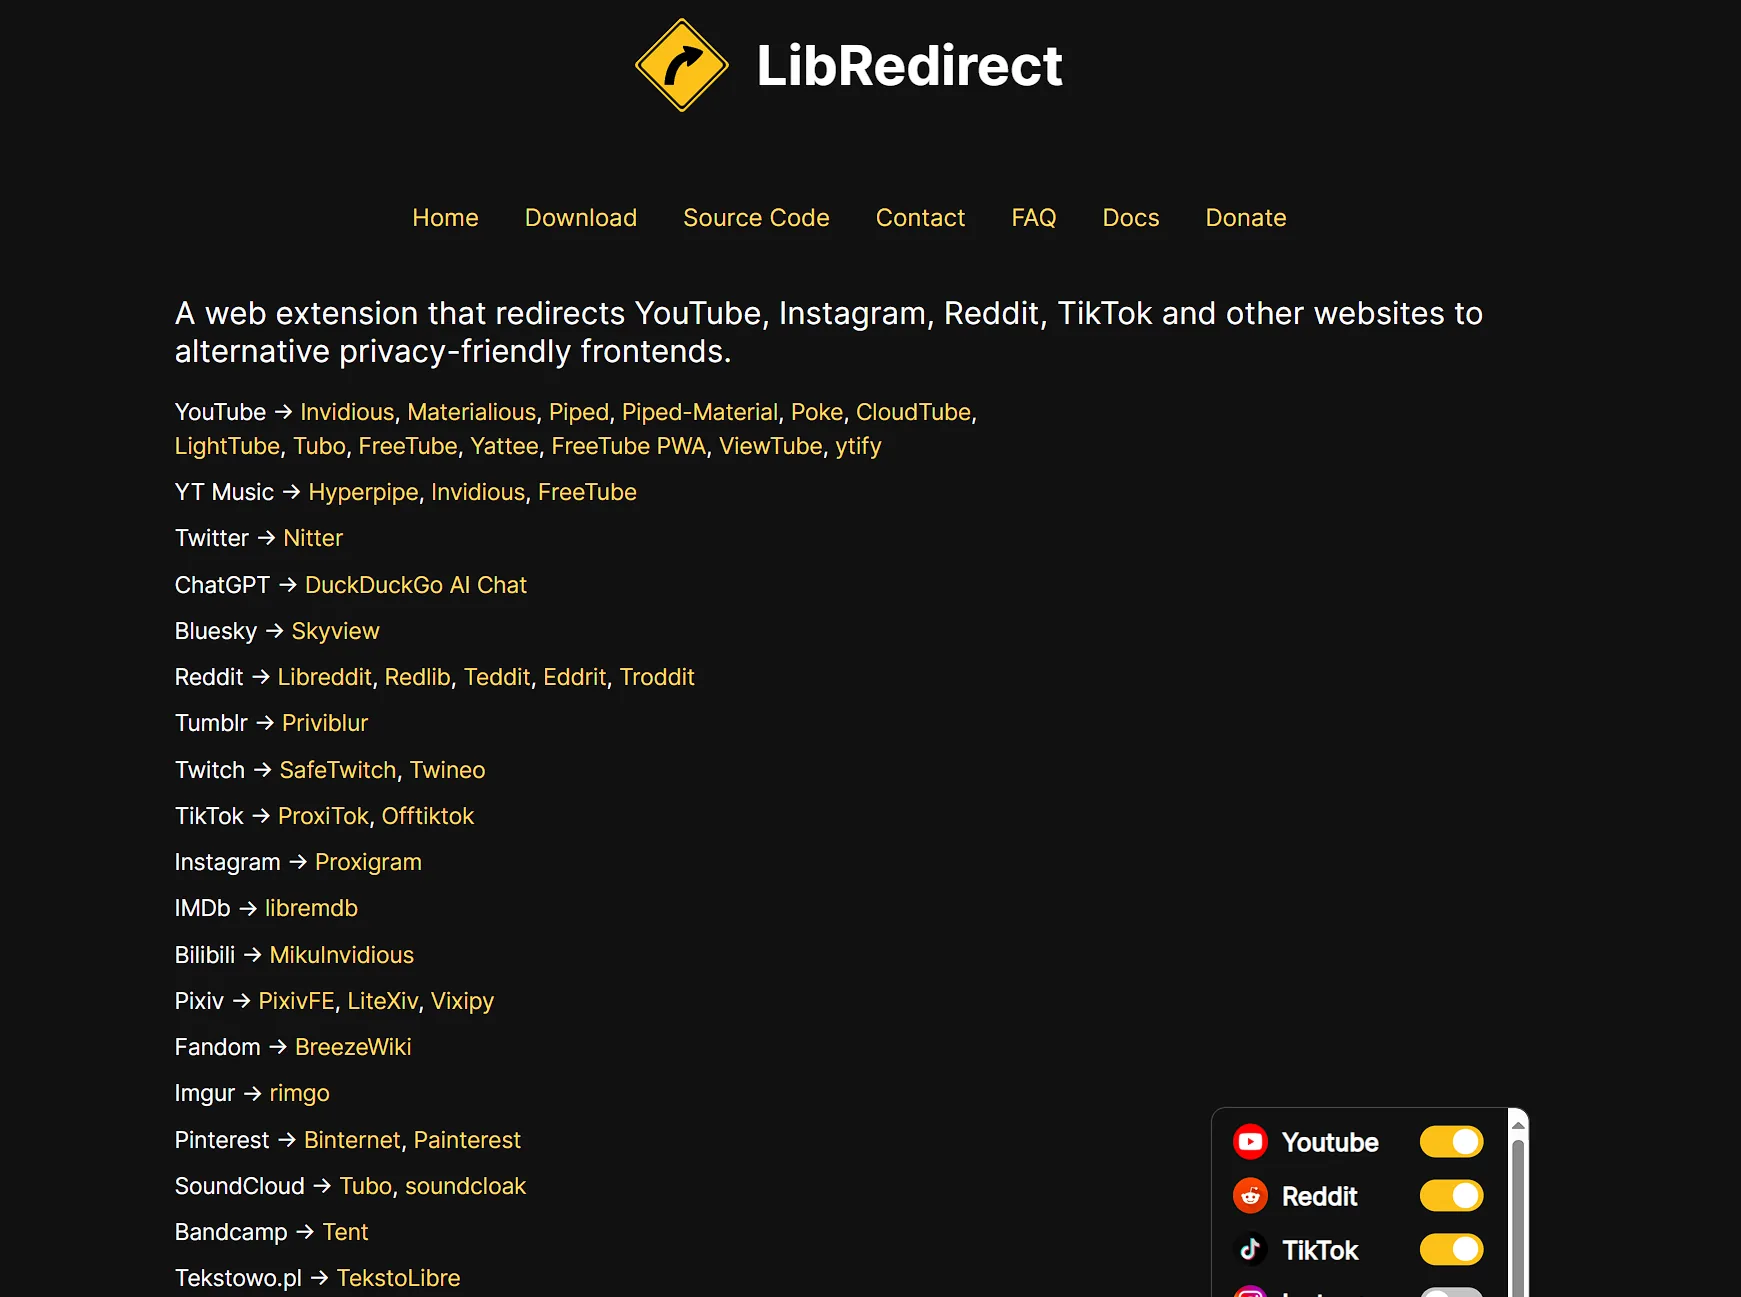 LibRedirect
Home Download Source Code Contact FAQ Docs Donate
A web extension that redirects YouTube, Instagram, Reddit, TikTok and other websites to
alternative privacy-friendly frontends.
YouTube → Invidious, Materialious, Piped, Piped-Material, Poke, CloudTube,
LightTube, Tubo, FreeTube, Yattee, FreeTube PWA, ViewTube, ytify
YT Music → Hyperpipe, Invidious, FreeTube
Twitter → Nitter
ChatGPT → DuckDuckGo AI Chat
Bluesky → Skyview
Reddit → Libreddit, Redlib, Teddit, Eddrit, Troddit
Tumblr → Priviblur
Twitch → SafeTwitch, Twineo
TikTok → ProxiTok, Offtiktok
Instagram → Proxigram
IMDb → libremdb
Bilibili → MikuInvidious
Pixiv → PixivFE, LiteXiv, Vixipy
Fandom → BreezeWiki
Imgur → rimgo
Pinterest → Binternet, Painterest
SoundCloud → Tubo, soundcloak
Bandcamp → Tent
Tekstowo.pl → TekstoLibre
Youtube
Reddit
TikTok